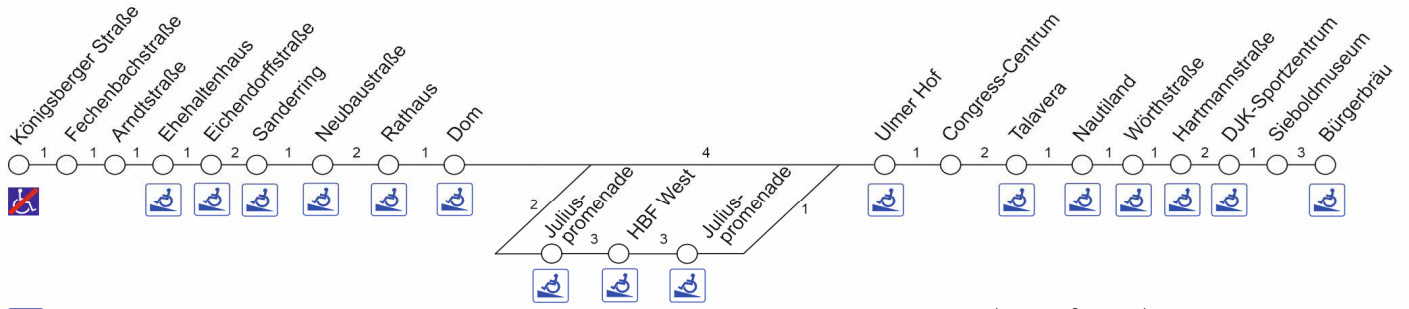 Königsberger Straße
Fechenbachstraße
Arndtstraße
Ehehaltenhaus
Eichendorffstraße
Sanderring
Neubaustraße
Rathaus
Dom
Ulmer Hof
Congress-Centrum
Talavera
Nautiland
Wörthstraße
Hartmannstraße
DJK-Sportzentrum
Sieboldmuseum
Bürgerbräu
1 1 1 1 2 1 2 1 4 1 2 1 1 1 2 1 3
Julius-
promenade
HBF West
Julius-
promenade
2 3 3 1